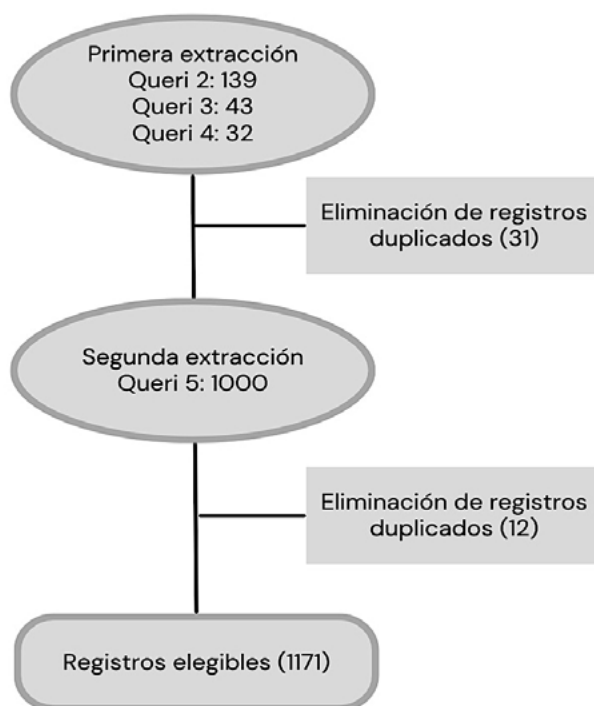 Primera extracción
Queri 2: 139
Queri 3: 43
Queri 4: 32
Eliminación de registros
duplicados (31)
Segunda extracción
Queri 5: 1000
Eliminación de registros
duplicados (12)
Registros elegibles (1171)